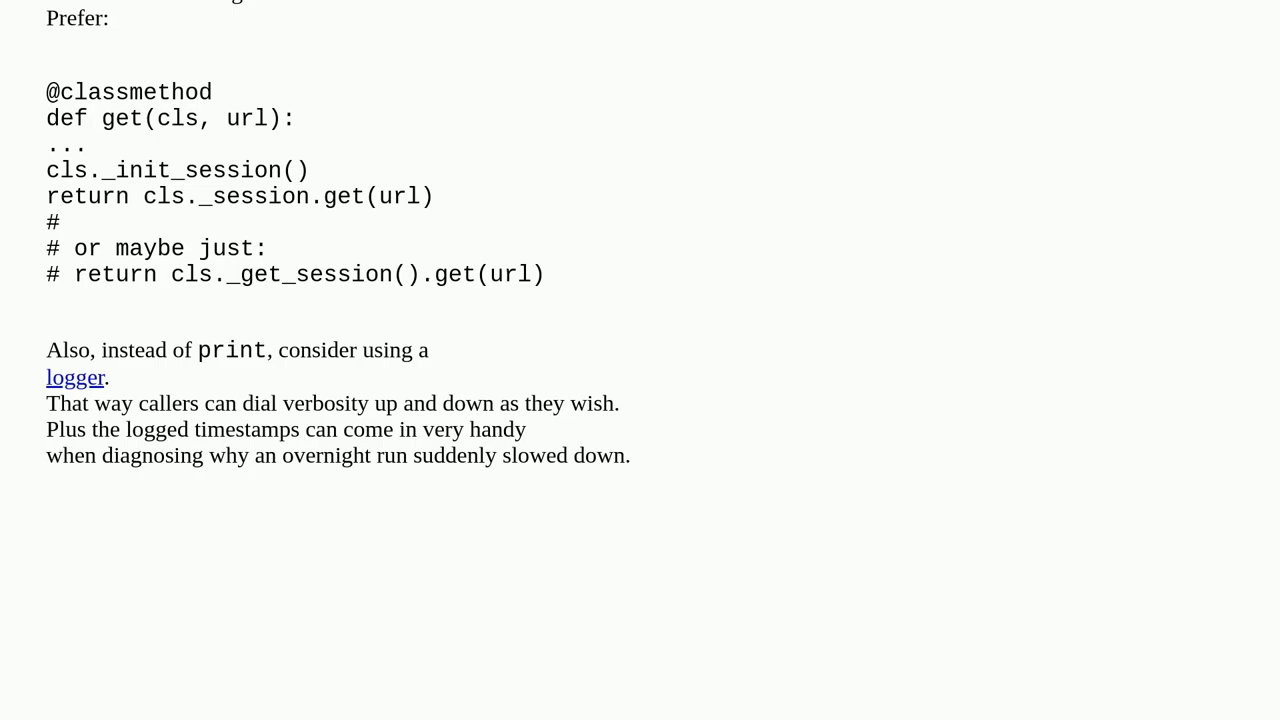 Prefer:
@classmethod
def get(cls, url):
...
cls._init_session()
return cls._session.get(url)
#
# or maybe just:
# return cls._get_session().get(url)
Also, instead of print, consider using a
logger.
That way callers can dial verbosity up and down as they wish.
Plus the logged timestamps can come in very handy
when diagnosing why an overnight run suddenly slowed down.